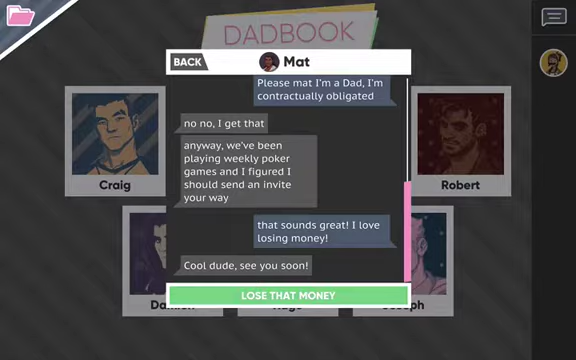 DADBOOK
BACK
Mat
Please mat I'm a Dad, I'm
contractually obligated
no no, I get that
anyway, we've been
playing weekly poker
games and I figured I
should send an invite
your way
that sounds great! I love
losing money!
Cool dude, see you soon!
LOSE THAT MONEY
Craig
Robert